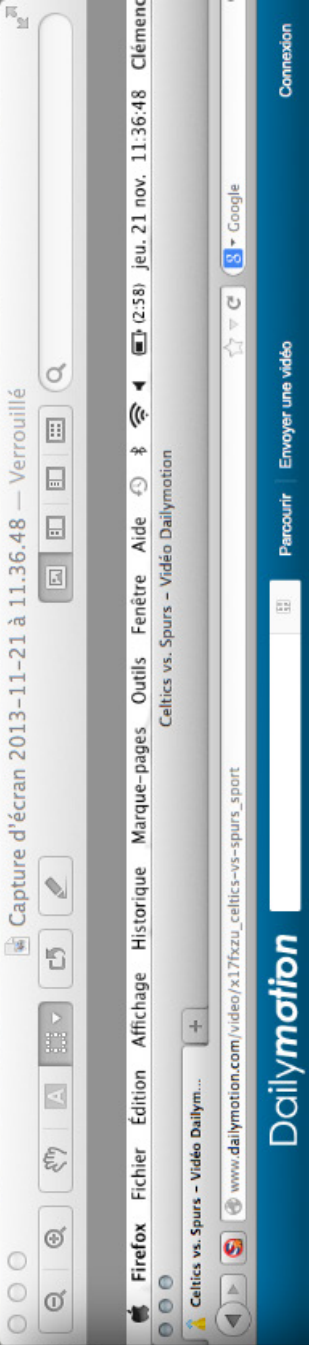 Capture d'écran 2013-11-21 à 11.36.48 — Verrouillé
A
Firefox Fichier Édition Affichage Historique Marque-pages Outils Fenêtre Aide (2:58) jeu. 21 nov. 11:36:48 Clémenc
Celtics vs. Spurs – Vidéo Dailymotion
Celtics vs. Spurs – Vidéo Dailym... +
www.dailymotion.com/video/x17fxzu_celtics-vs-spurs_sport Google
Dailymotion Parcourir Envoyer une vidéo Connexion